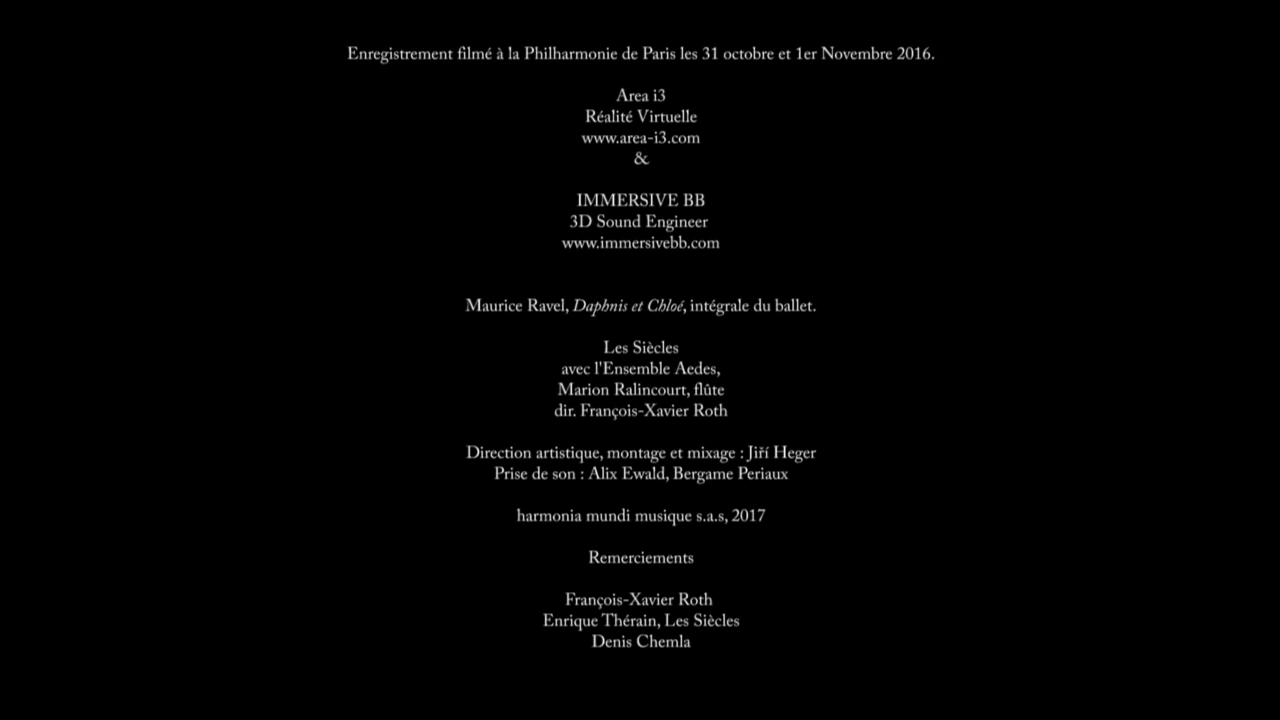 Enregistrement filmé à la Philharmonie de Paris les 31 octobre et 1er Novembre 2016.
Area i3
Réalité Virtuelle
www.area-i3.com
&
IMMERSIVE BB
3D Sound Engineer
www.immersivebb.com
Maurice Ravel, Daphnis et Chloé, intégrale du ballet.
Les Siècles
avec l'Ensemble Aedes,
Marion Ralincourt, flûte
dir. François-Xavier Roth
Direction artistique, montage et mixage : Jiří Heger
Prise de son : Alix Ewald, Bergame Periaux
harmonia mundi musique s.a.s, 2017
Remerciements
François-Xavier Roth
Enrique Thérain, Les Siècles
Denis Chemla